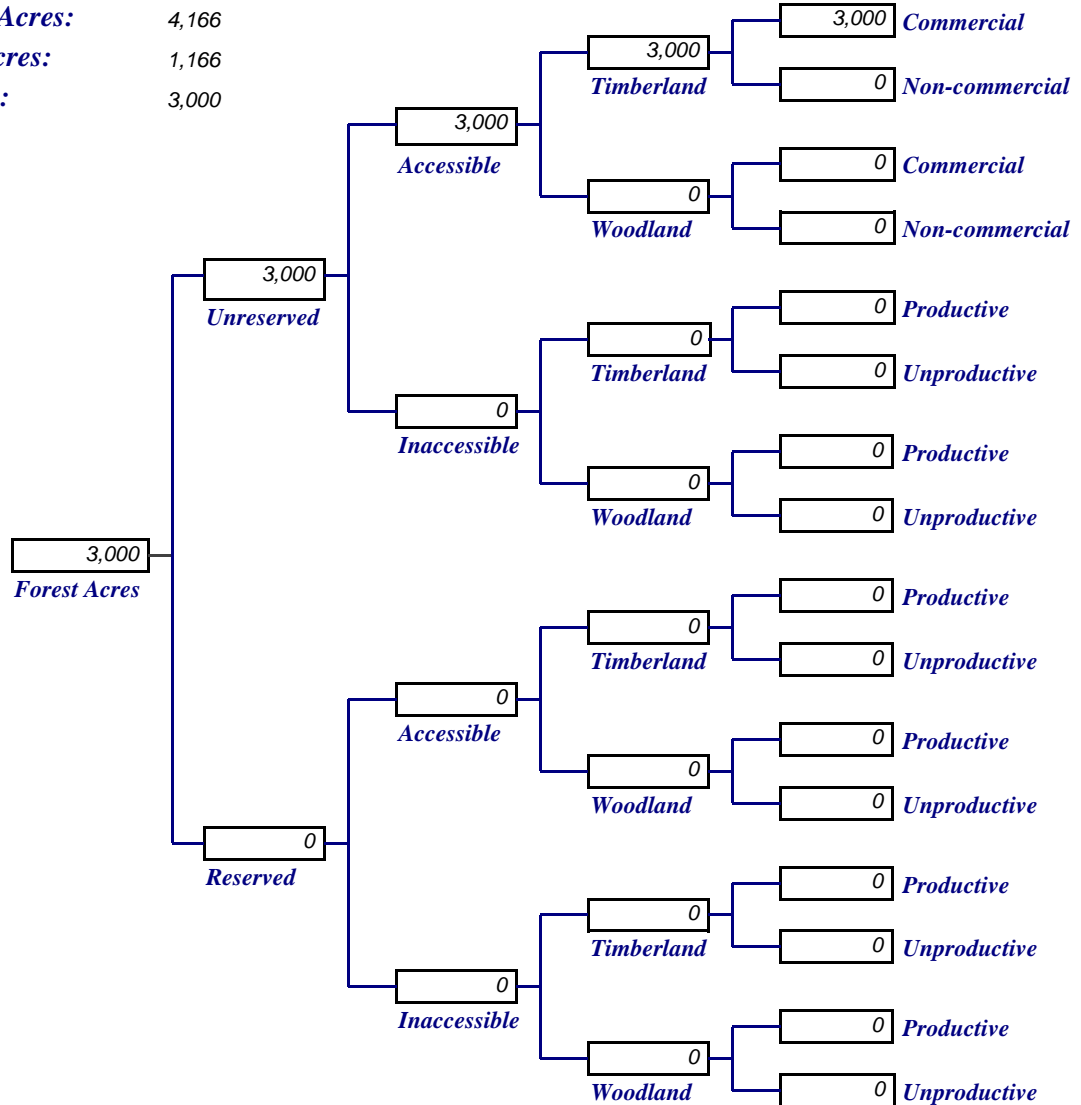 Acres: 4,166
cres: 1,166
: 3,000
3,000 Commercial
3,000
Timberland
0 Non-commercial
3,000
Accessible
0 Commercial
0
Woodland
0 Non-commercial
3,000
Unreserved
0 Productive
0
Timberland
0 Unproductive
0
Inaccessible
0 Productive
0
Woodland
0 Unproductive
3,000
Forest Acres
0 Productive
0
Timberland
0 Unproductive
0
Accessible
0 Productive
0
Woodland
0 Unproductive
0
Reserved
0 Productive
0
Timberland
0 Unproductive
0
Inaccessible
0 Productive
0
Woodland
0 Unproductive